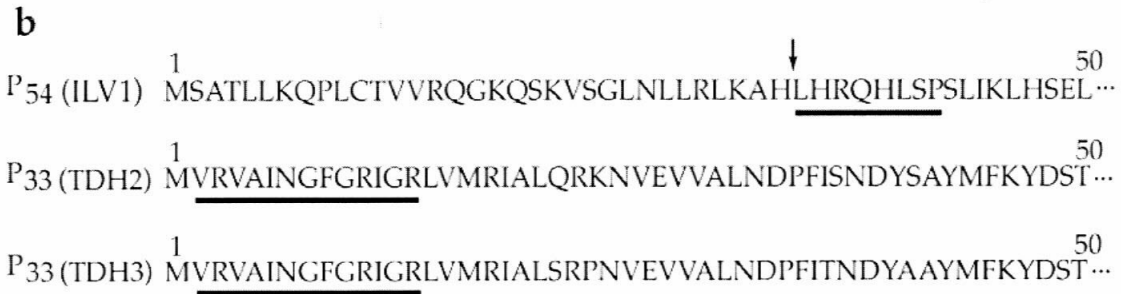 b
1 50
P54 (ILV1) MSATLLKQPLCTVVRQGKQSKVSGLNLLRLKAHLHRQHLSPSLIKLHSEL···
1 50
P33 (TDH2) MVRVAINGFGRIGRLVMRIALQRKNVEVVALNDPFISNDYSAYMFKYDST···
1 50
P33 (TDH3) MVRVAINGFGRIGRLVMRIALSRPNVEVVALNDPFITNDYAAYMFKYDST···